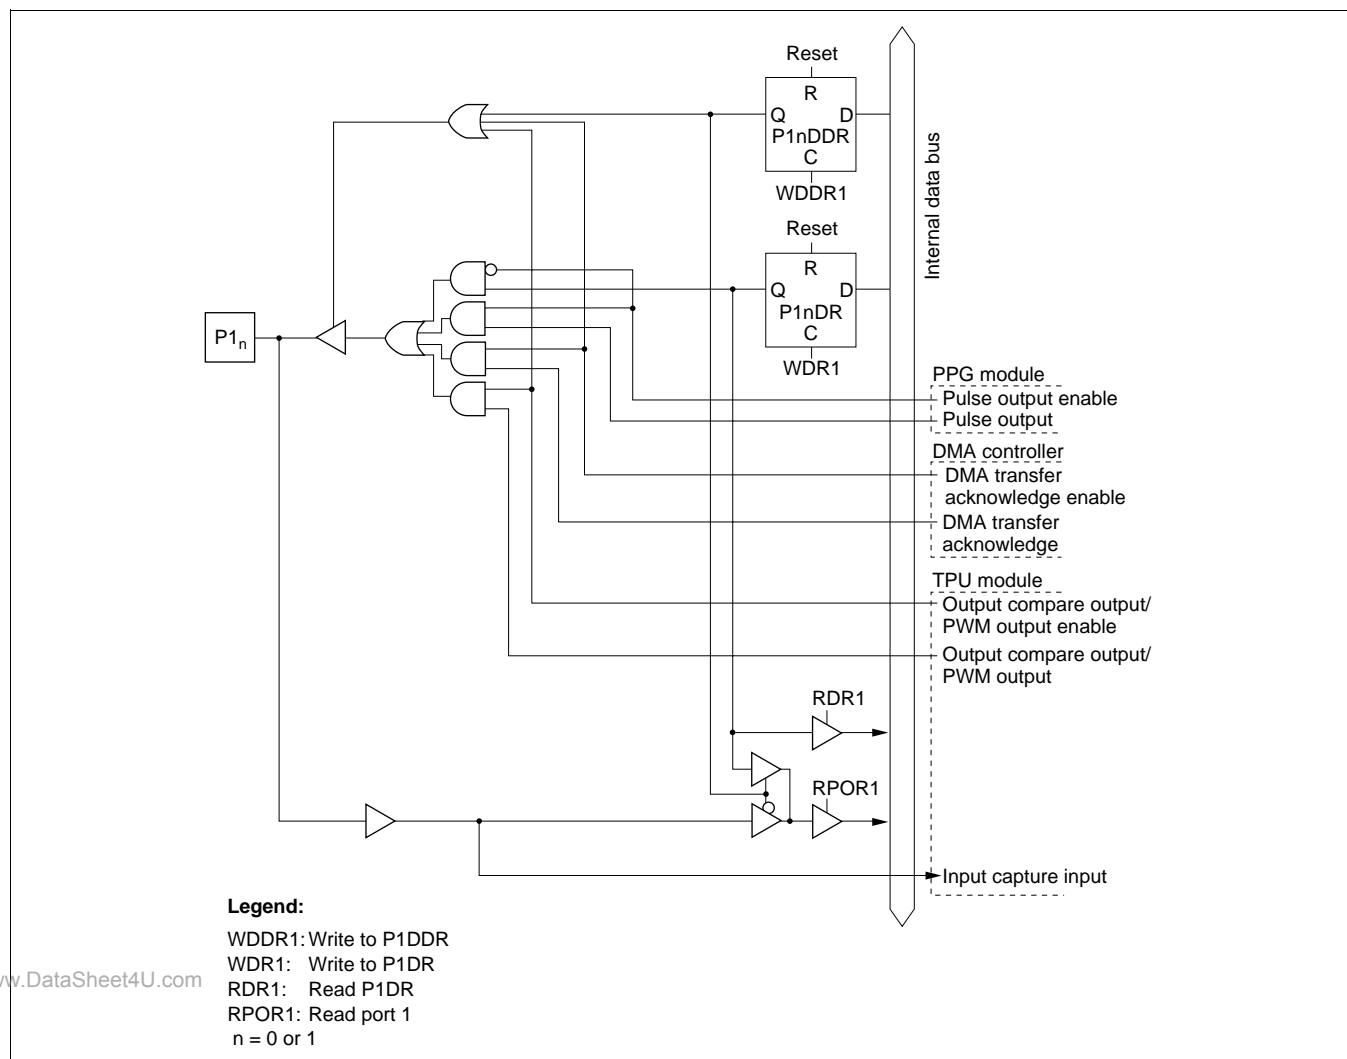 Reset
R
Q D
P1nDDR
C
WDDR1
Internal data bus
Reset
R
Q D
P1nDR
C
WDR1
P1n
PPG module
Pulse output enable
Pulse output
DMA controller
DMA transfer
acknowledge enable
DMA transfer
acknowledge
TPU module
Output compare output/
PWM output enable
Output compare output/
PWM output
RDR1
RPOR1
Input capture input
Legend:
WDDR1: Write to P1DDR
WDR1: Write to P1DR
RDR1: Read P1DR
RPOR1: Read port 1
n = 0 or 1
w.DataSheet4U.com